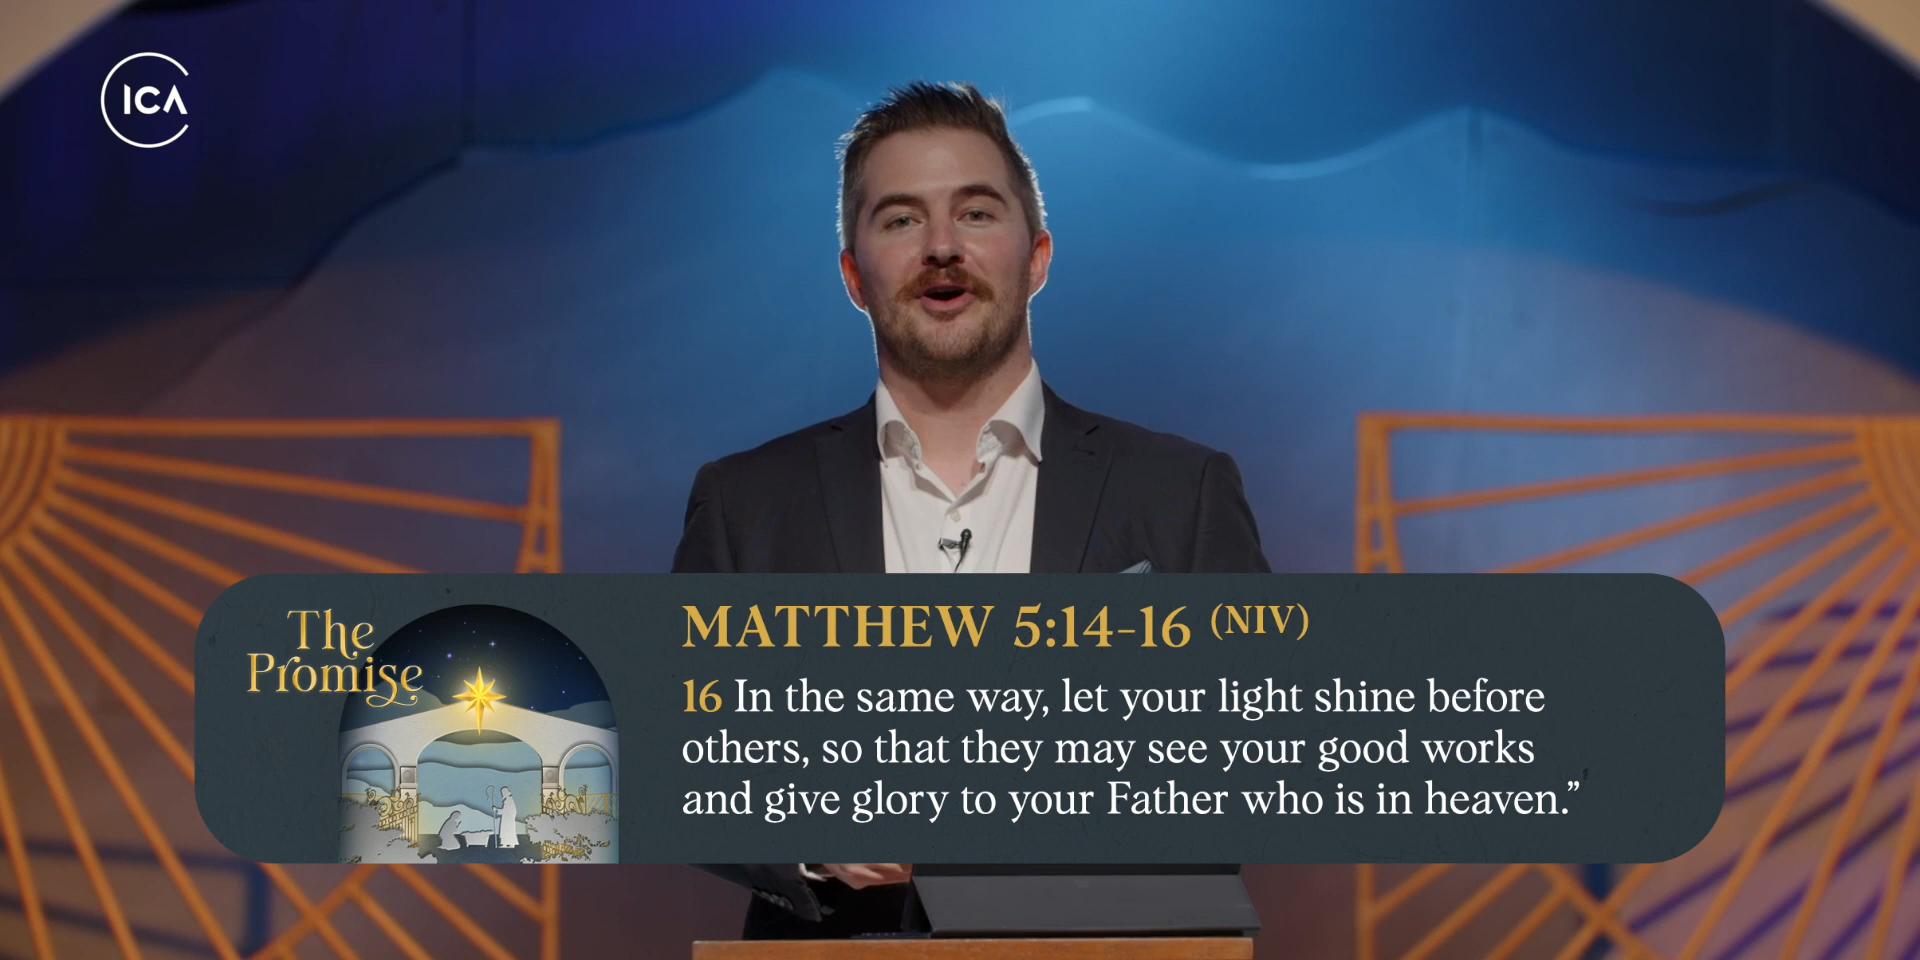 ICA
The
Promise
MATTHEW 5:14-16 (NIV)
16 In the same way, let your light shine before
others, so that they may see your good works
and give glory to your Father who is in heaven.”